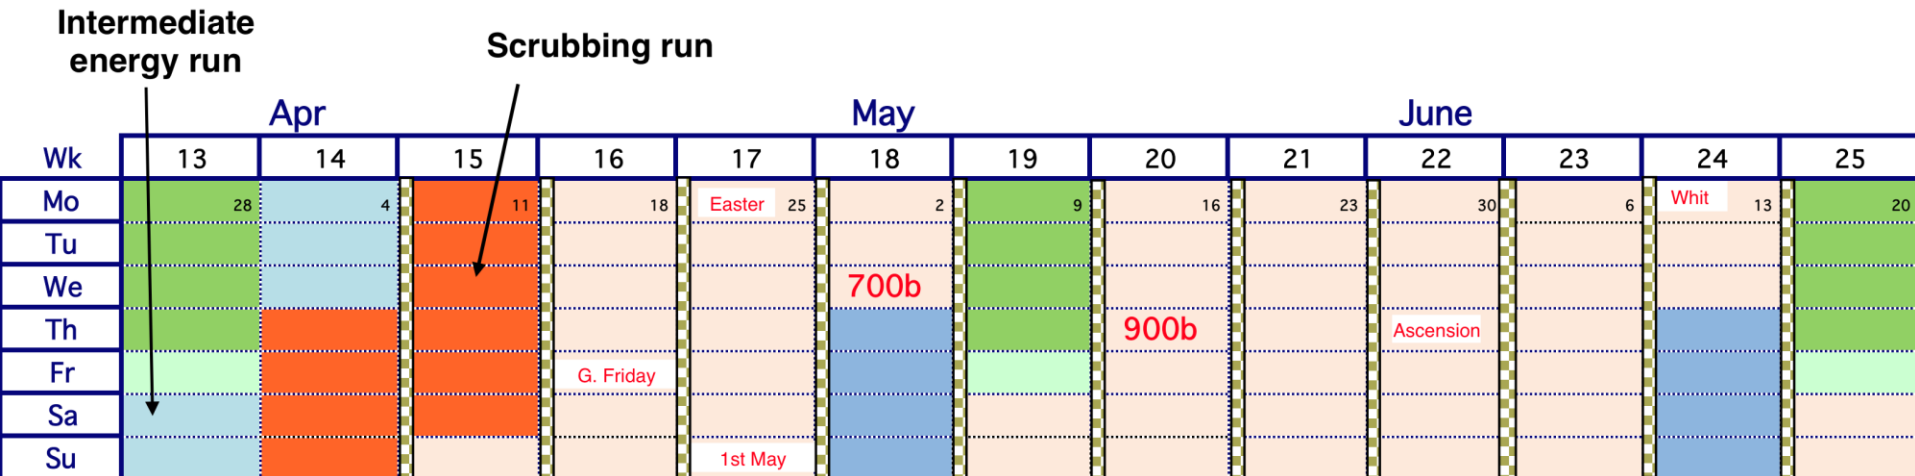 Intermediate
energy run
Scrubbing run
Apr May June
Wk 13 14 15 16 17 18 19 20 21 22 23 24 25
Mo 28 4 11 18 Easter 25 2 9 16 23 30 6 Whit 13 20
Tu
We 700b
Th 900b Ascension
Fr G. Friday
Sa
Su 1st May